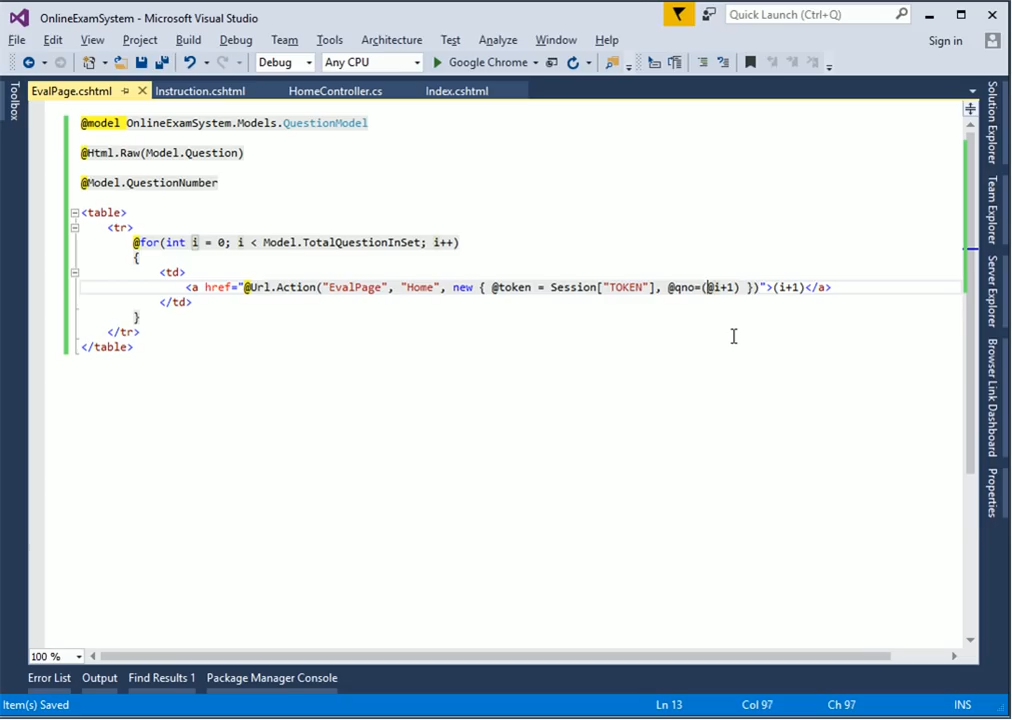 OnlineExamSystem - Microsoft Visual Studio
Quick Launch (Ctrl+Q)
File Edit View Project Build Debug Team Tools Architecture Test Analyze Window Help
Sign in
Debug Any CPU Google Chrome
EvalPage.cshtml Instruction.cshtml HomeController.cs Index.cshtml
Toolbox
Solution Explorer
Team Explorer
Server Explorer
Browser Link Dashboard
Properties
@model OnlineExamSystem.Models.QuestionModel
@Html.Raw(Model.Question)
@Model.QuestionNumber
<table>
<tr>
@for(int i = 0; i < Model.TotalQuestionInSet; i++)
{
<td>
<a href="@Url.Action("EvalPage", "Home", new { @token = Session["TOKEN"], @qno=(@i+1) })">(i+1)</a>
</td>
}
</tr>
</table>
100 %
Error List Output Find Results 1 Package Manager Console
Item(s) Saved Ln 13 Col 97 Ch 97 INS